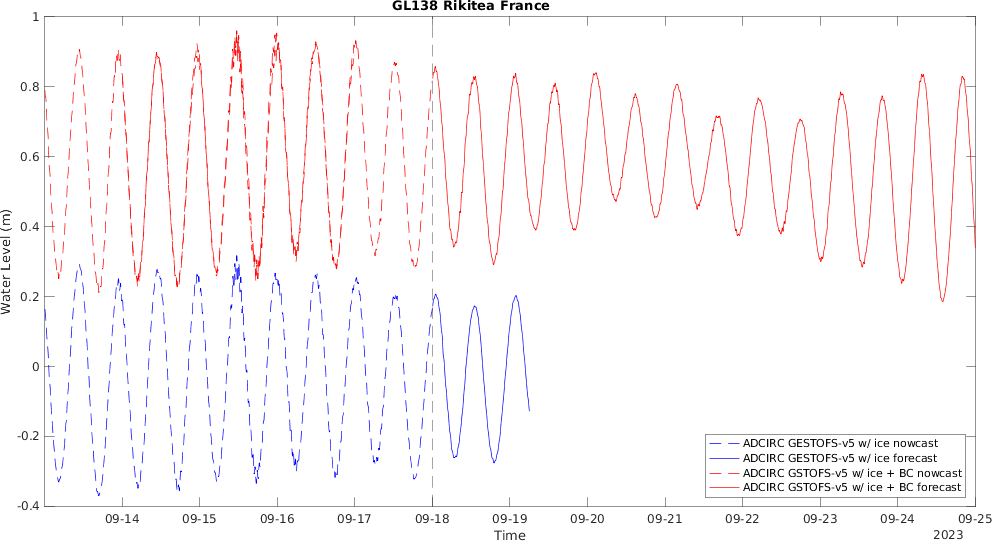 GL138 Rikitea France
Water Level (m)
1
0.8
0.6
0.4
0.2
0
-0.2
-0.4
09-14 09-15 09-16 09-17 09-18 09-19 09-20 09-21 09-22 09-23 09-24 09-25
Time
2023
ADCIRC GESTOFS-v5 w/ ice nowcast
ADCIRC GESTOFS-v5 w/ ice forecast
ADCIRC GSTOFS-v5 w/ ice + BC nowcast
ADCIRC GSTOFS-v5 w/ ice + BC forecast